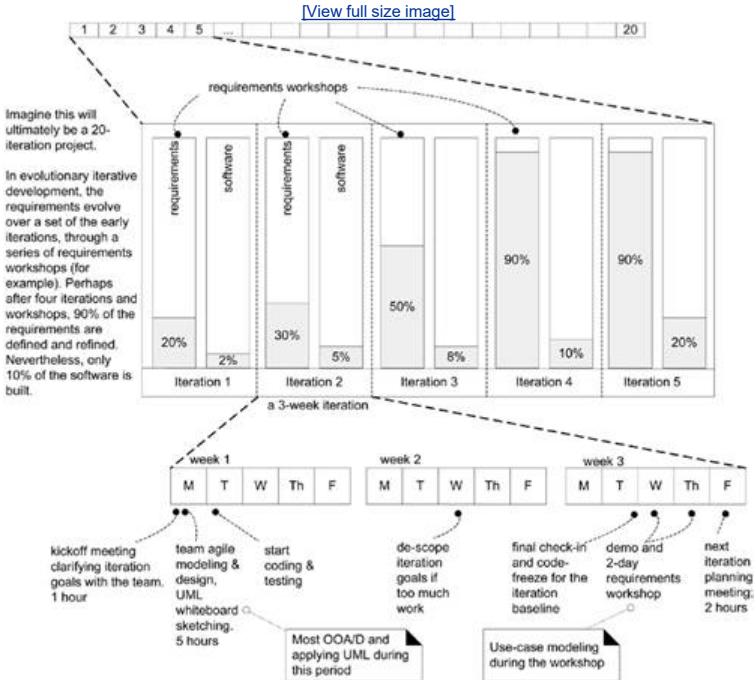 [View full size image]
1 2 3 4 5 ... 20
requirements workshops
Imagine this will
ultimately be a 20-
iteration project.
In evolutionary iterative
development, the
requirements evolve
over a set of the early
iterations, through a
series of requirements
workshops (for
example). Perhaps
after four iterations and
workshops, 90% of the
requirements are
defined and refined.
Nevertheless, only
10% of the software is
built.
requirements
software
requirements
software
20%
2%
30%
5%
50%
8%
90%
10%
90%
20%
Iteration 1
Iteration 2
Iteration 3
Iteration 4
Iteration 5
a 3-week iteration
week 1
M T W Th F
week 2
M T W Th F
week 3
M T W Th F
kickoff meeting
clarifying iteration
goals with the team.
1 hour
team agile
modeling &
design,
UML
whiteboard
sketching.
5 hours
start
coding &
testing
de-scope
iteration
goals if
too much
work
final check-in
and code-
freeze for the
iteration
baseline
demo and
2-day
requirements
workshop
next
iteration
planning
meeting;
2 hours
Most OOA/D and
applying UML during
this period
Use-case modeling
during the workshop